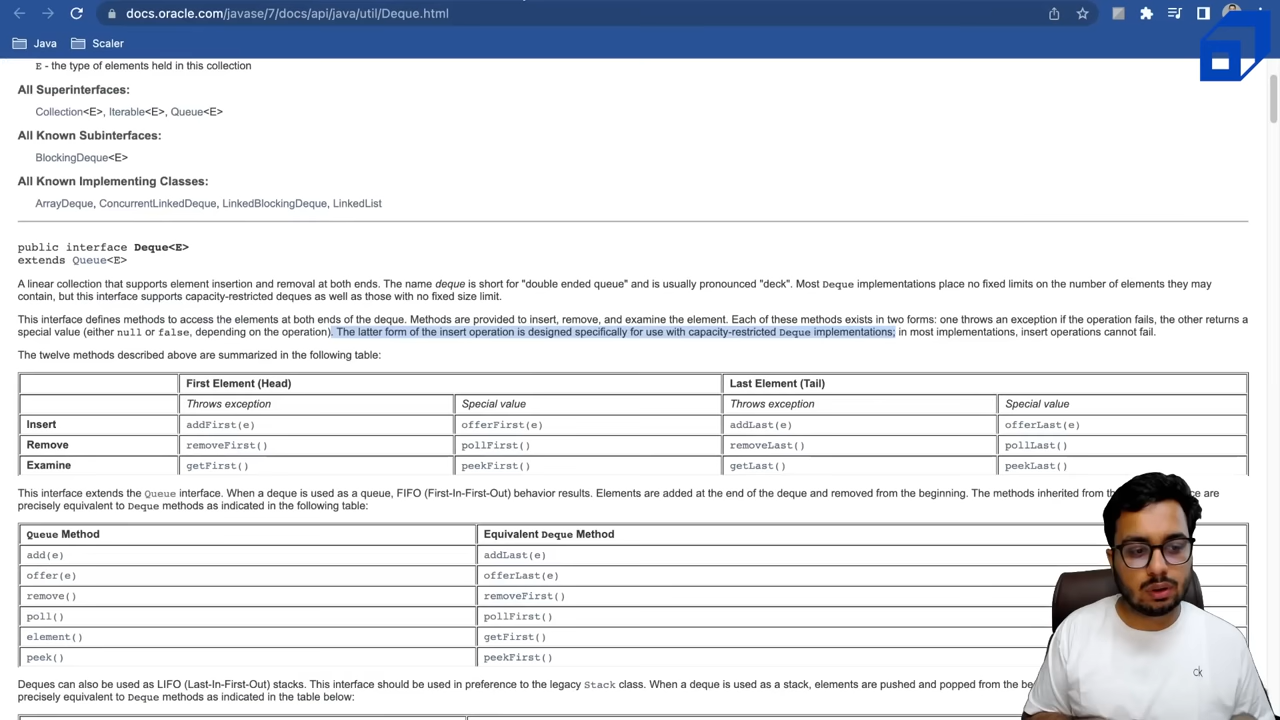 docs.oracle.com/javase/7/docs/api/java/util/Deque.html
Java Scaler
E - the type of elements held in this collection
All Superinterfaces:
Collection<E>, Iterable<E>, Queue<E>
All Known Subinterfaces:
BlockingDeque<E>
All Known Implementing Classes:
ArrayDeque, ConcurrentLinkedDeque, LinkedBlockingDeque, LinkedList
public interface Deque<E>
extends Queue<E>
A linear collection that supports element insertion and removal at both ends. The name deque is short for "double ended queue" and is usually pronounced "deck". Most Deque implementations place no fixed limits on the number of elements they may
contain, but this interface supports capacity-restricted deques as well as those with no fixed size limit.
This interface defines methods to access the elements at both ends of the deque. Methods are provided to insert, remove, and examine the element. Each of these methods exists in two forms: one throws an exception if the operation fails, the other returns a
special value (either null or false, depending on the operation). The latter form of the insert operation is designed specifically for use with capacity-restricted Deque implementations; in most implementations, insert operations cannot fail.
The twelve methods described above are summarized in the following table:
First Element (Head) Last Element (Tail)
Throws exception Special value Throws exception Special value
Insert addFirst(e) offerFirst(e) addLast(e) offerLast(e)
Remove removeFirst() pollFirst() removeLast() pollLast()
Examine getFirst() peekFirst() getLast() peekLast()
This interface extends the Queue interface. When a deque is used as a queue, FIFO (First-In-First-Out) behavior results. Elements are added at the end of the deque and removed from the beginning. The methods inherited from the are
precisely equivalent to Deque methods as indicated in the following table:
Queue Method Equivalent Deque Method
add(e) addLast(e)
offer(e) offerLast(e)
remove() removeFirst()
poll() pollFirst()
element() getFirst()
peek() peekFirst()
Deques can also be used as LIFO (Last-In-First-Out) stacks. This interface should be used in preference to the legacy Stack class. When a deque is used as a stack, elements are pushed and popped from the
precisely equivalent to Deque methods as indicated in the table below: